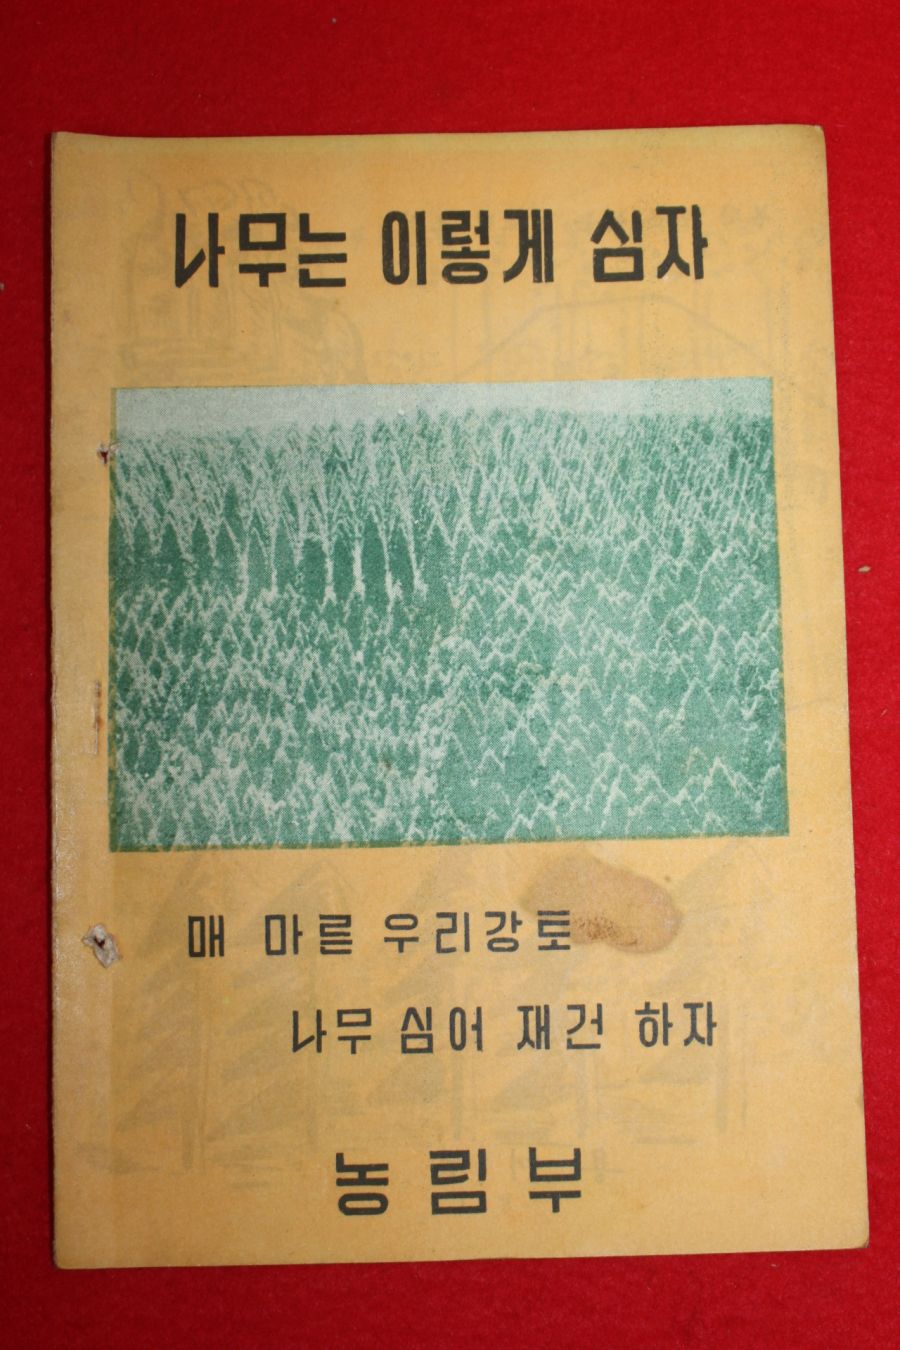 나무는 이렇게 심자
매 마른 우리강토
나무 심어 재건 하자
농림부